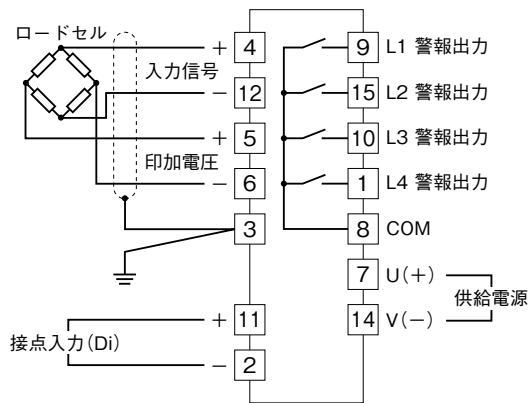 ロードセル
+ 4
入力信号
− 12
+ 5
印加電圧
− 6
3
接点入力(Di)
+ 11
− 2
9 L1 警報出力
15 L2 警報出力
10 L3 警報出力
1 L4 警報出力
8 COM
7 U(+)
供給電源
14 V(−)